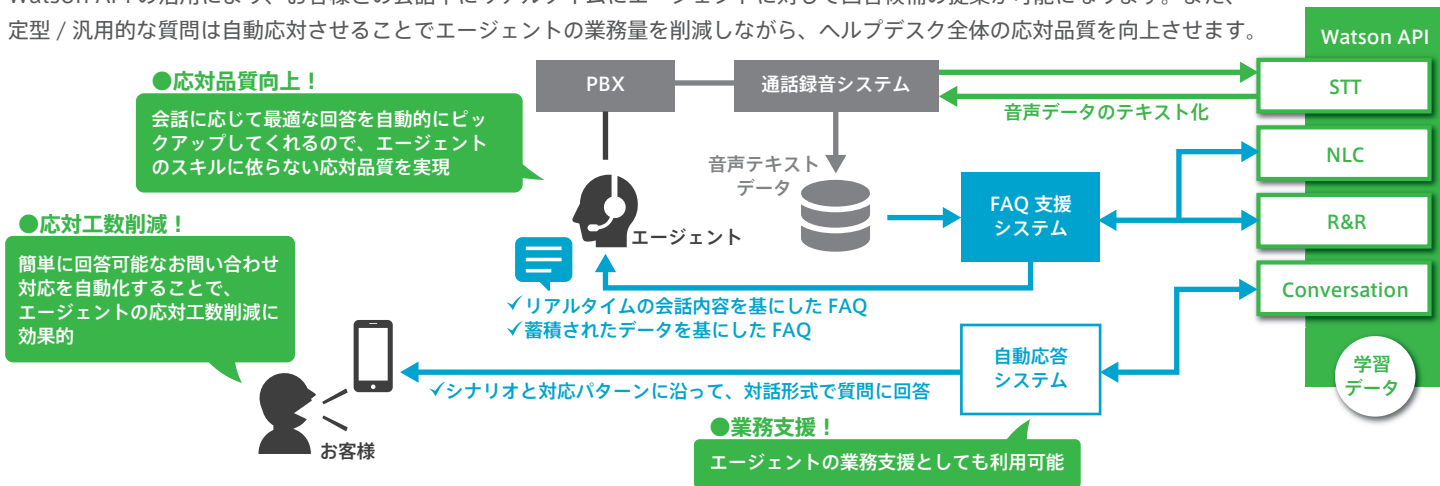 定型 / 汎用的な質問は自動応対させることでエージェントの業務量を削減しながら、ヘルプデスク全体の応対品質を向上させます。
Watson API
●応対品質向上！
会話に応じて最適な回答を自動的にピッ
クアップしてくれるので、エージェント
のスキルに依らない応対品質を実現
PBX
通話録音システム
STT
音声データのテキスト化
NLC
音声テキスト
データ
FAQ 支援
システム
R&R
エージェント
●応対工数削減！
簡単に回答可能なお問い合わせ
対応を自動化することで、
エージェントの応対工数削減に
効果的
Conversation
✓リアルタイムの会話内容を基にした FAQ
✓蓄積されたデータを基にした FAQ
自動応答
システム
学習
データ
✓シナリオと対応パターンに沿って、対話形式で質問に回答
お客様
●業務支援！
エージェントの業務支援としても利用可能